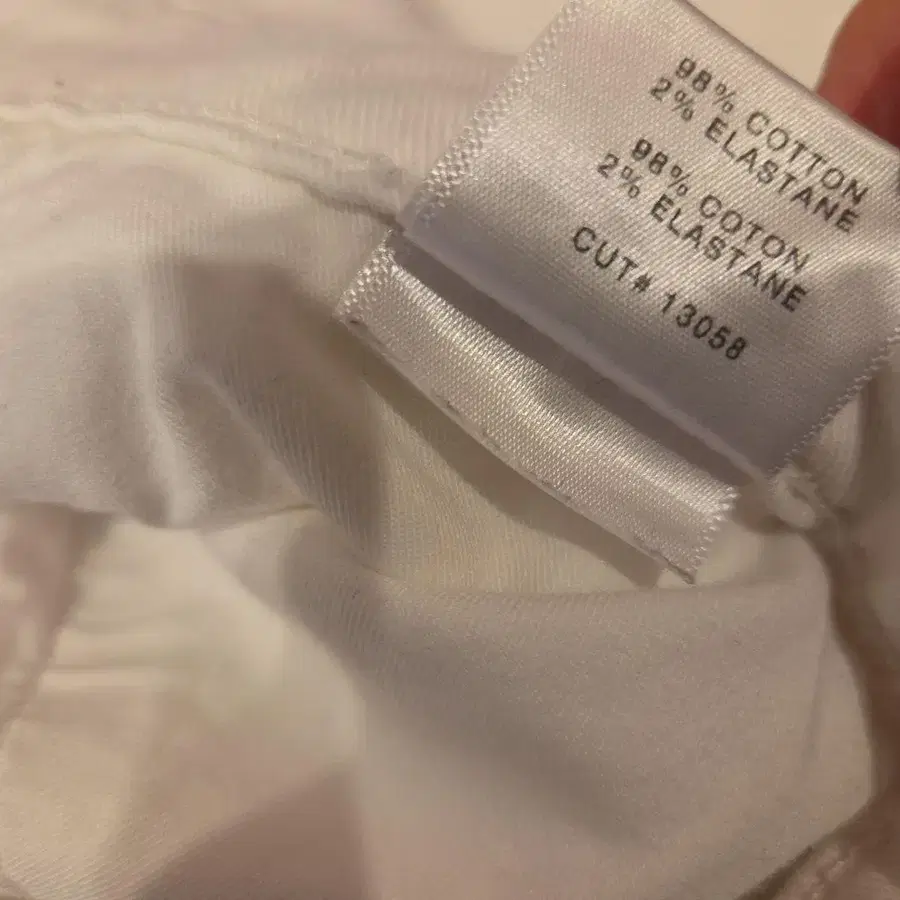 98% COTTON
2% ELASTANE
98% COTON
2% ELASTANE
CUT# 13058